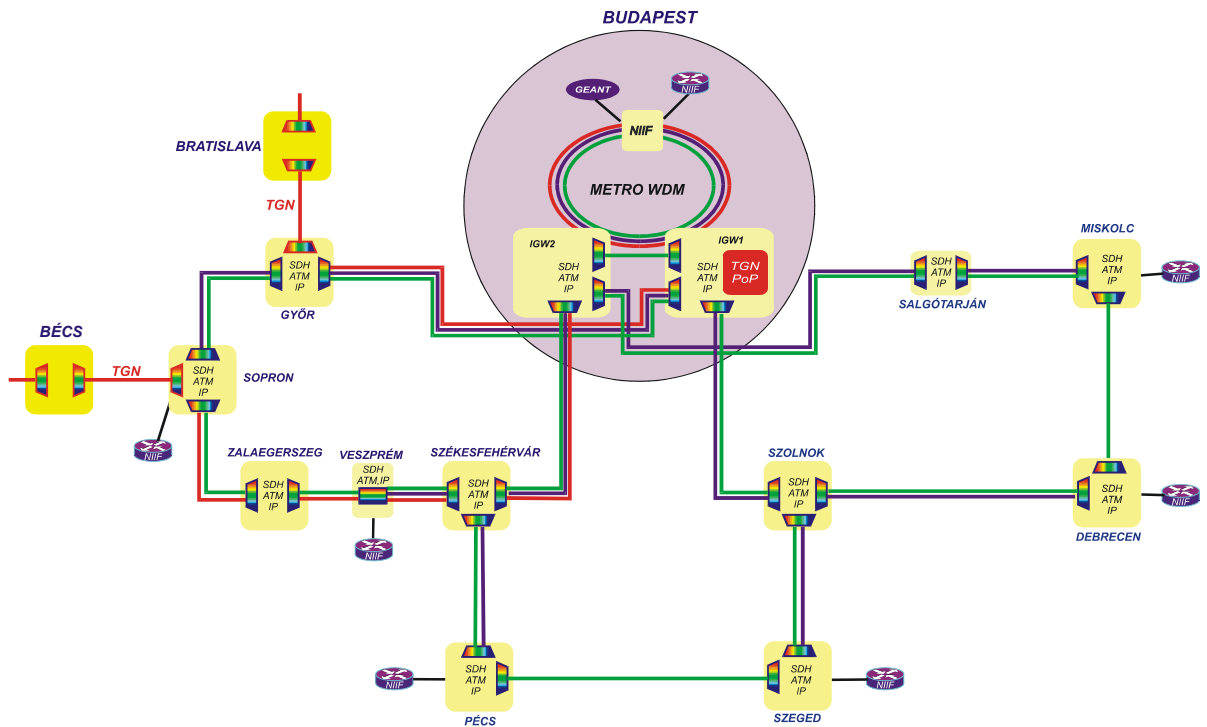 BUDAPEST
GEANT
NIIF
NIIF
METRO WDM
IGW2
SDH
ATM
IP
IGW1
SDH
ATM
IP
TGN
PoP
BRATISLAVA
TGN
SDH
ATM
IP
GYŐR
BÉCS
TGN
SDH
ATM
IP
SOPRON
NIIF
ZALAEGERSZEG
SDH
ATM
IP
VESZPRÉM
SDH
ATM,IP
NIIF
SZÉKESFEHÉRVÁR
SDH
ATM
IP
SZOLNOK
SDH
ATM
IP
SDH
ATM
IP
SALGÓTARJÁN
MISKOLC
SDH
ATM
IP
NIIF
SDH
ATM
IP
NIIF
DEBRECEN
NIIF
SDH
ATM
IP
PÉCS
SDH
ATM
IP
NIIF
SZEGED